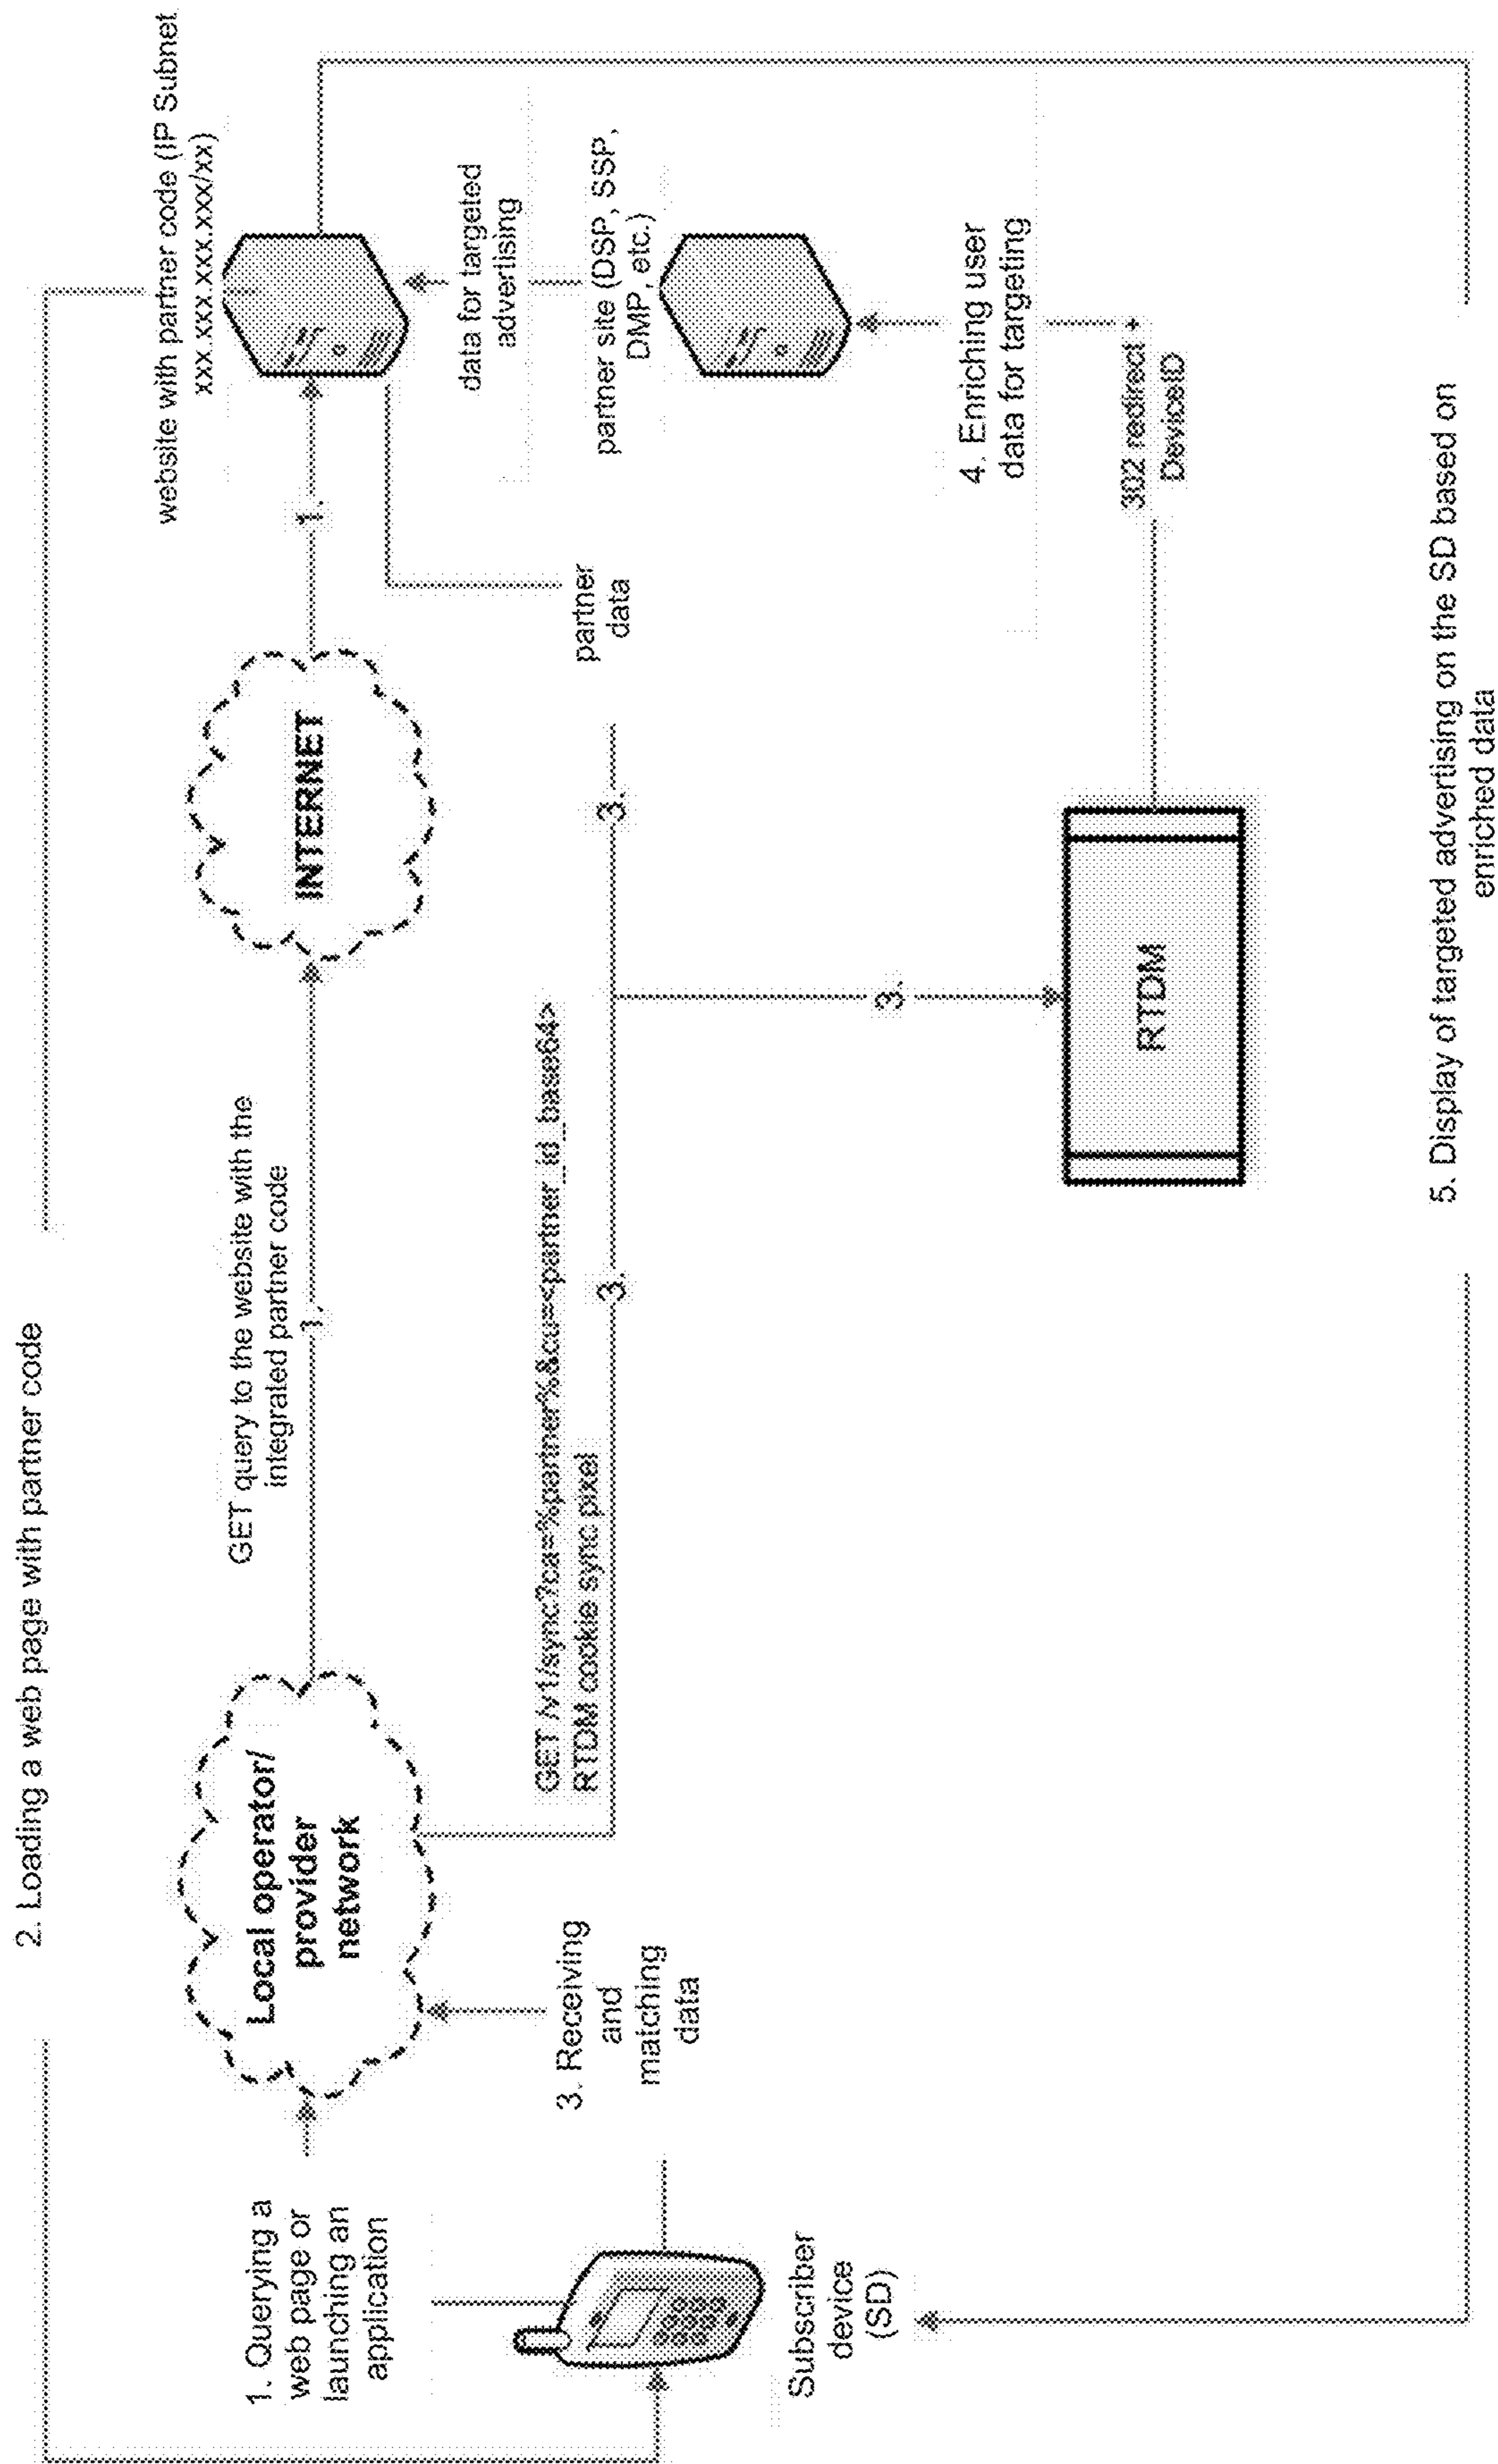 2. Loading a web page with partner code
website with partner code (IP Subnet
xxx.xxx.xxx.xxx/xx)
1. Querying a
web page or
launching an
application
Local operator/
provider
network
GET query to the website with the
integrated partner code
1.
INTERNET
1.
data for targeted
advertising
partner site (DSP, SSP,
DMP, etc.)
3. Receiving
and
matching
data
GET /v1/sync?ca=%partner%&cu=<partner_id_base64>
RTDM cookie sync pixel
3.
3.
partner
data
3.
Subscriber
device
(SD)
RTDM
4. Enriching user
data for targeting
302 redirect +
DeviceID
5. Display of targeted advertising on the SD based on
enriched data